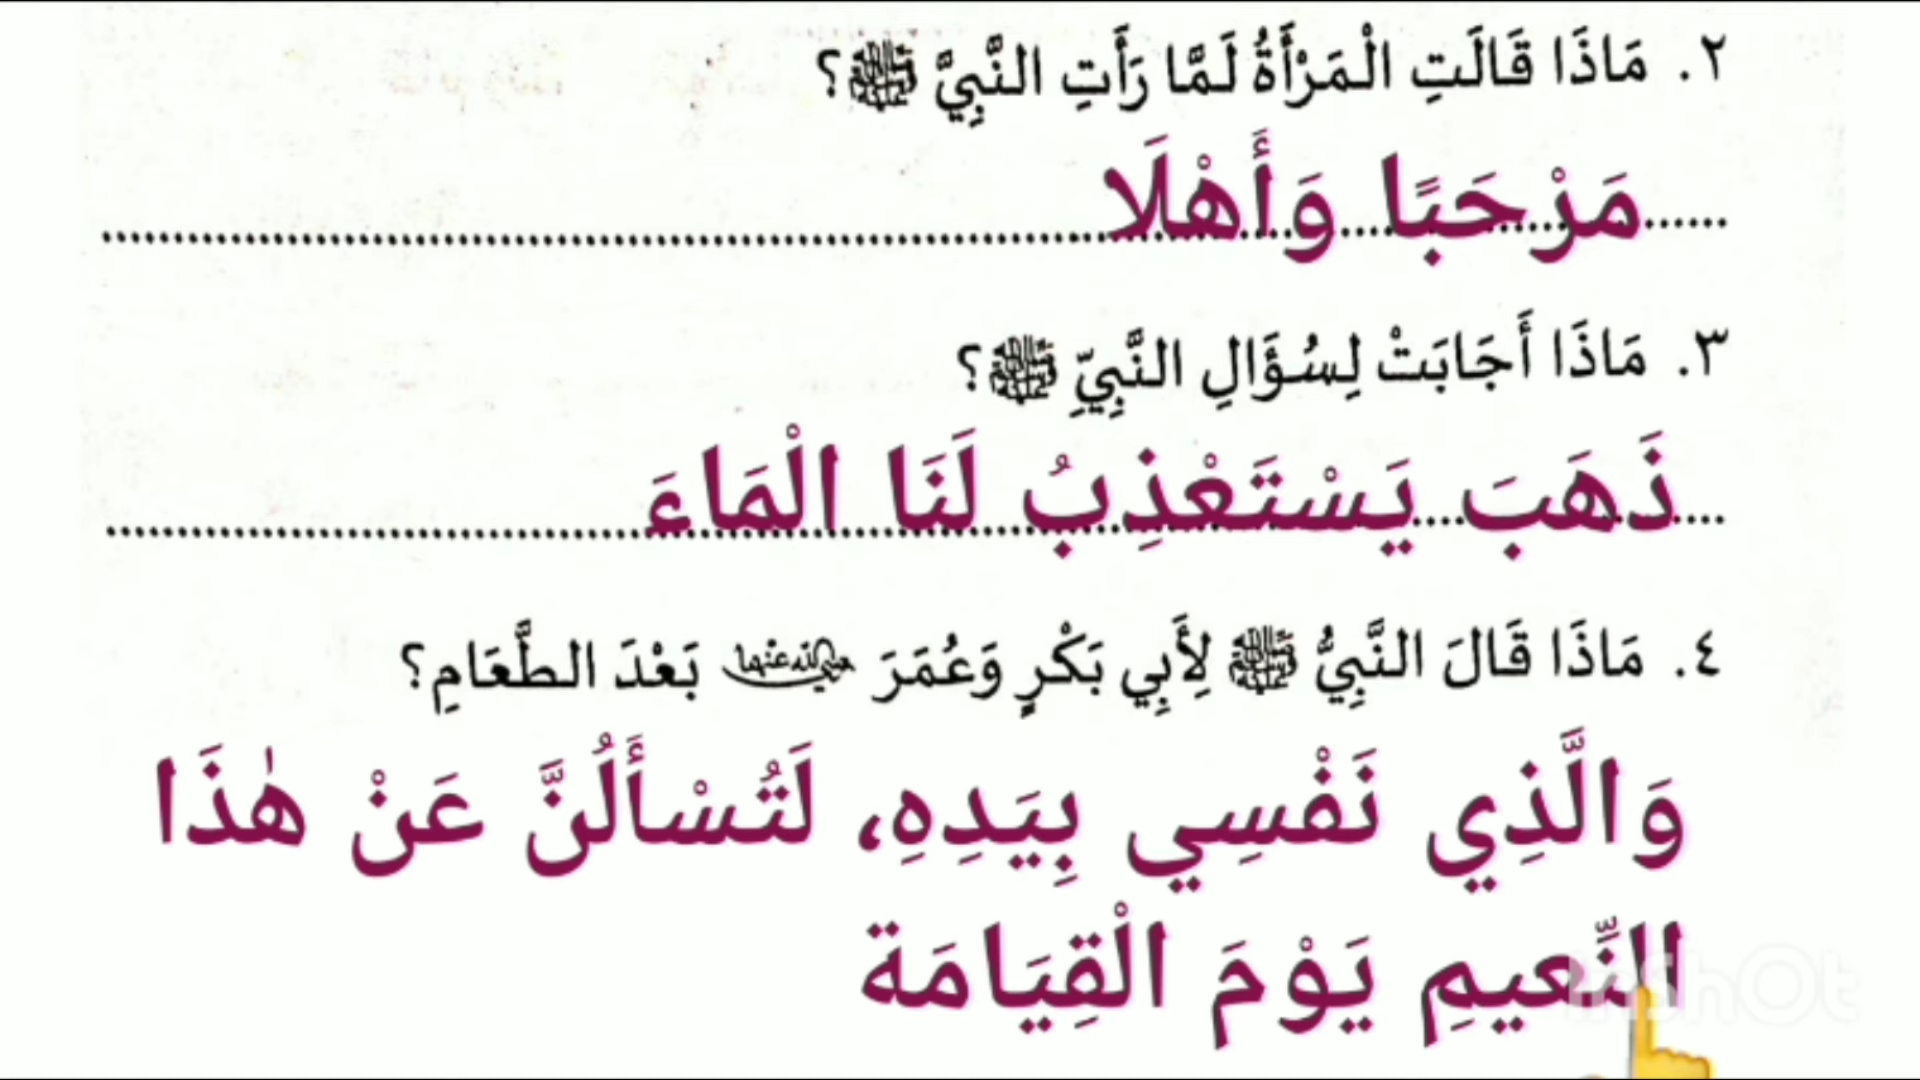 ٢. مَاذَا قَالَتِ الْمَرْأَةُ لَمَّا رَأَتِ النَّبِيَّ ﷺ؟
مَرْحَبًا وَأَهْلَا
٣. مَاذَا أَجَابَتْ لِسُؤَالِ النَّبِيِّ ﷺ؟
ذَهَبَ يَسْتَعْذِبُ لَنَا الْمَاءَ
٤. مَاذَا قَالَ النَّبِيُّ ﷺ لِأَبِي بَكْرٍ وَعُمَرَ رضي الله عنهما بَعْدَ الطَّعَامِ؟
وَالَّذِي نَفْسِي بِيَدِهِ، لَتُسْأَلُنَّ عَنْ هٰذَا
النَّعِيمِ يَوْمَ الْقِيَامَة
InShOt